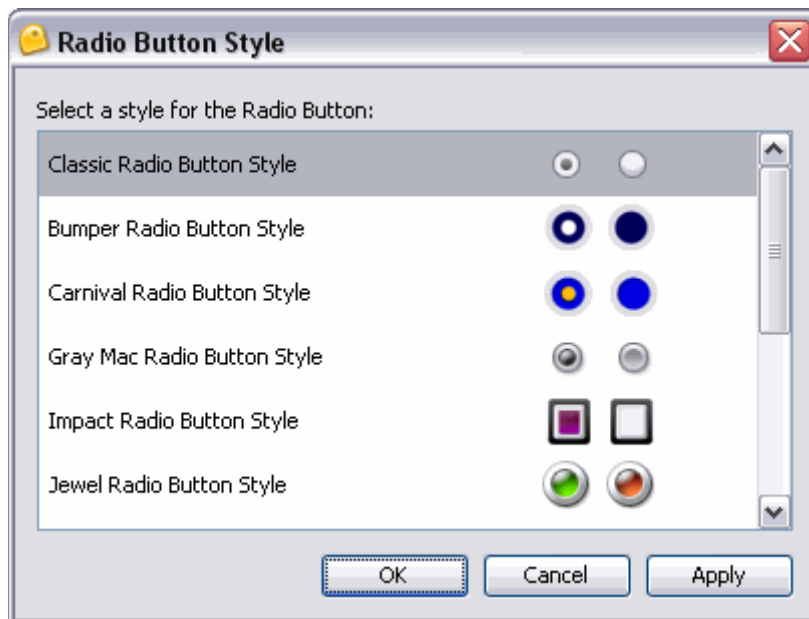 Radio Button Style
Select a style for the Radio Button:
Classic Radio Button Style
Bumper Radio Button Style
Carnival Radio Button Style
Gray Mac Radio Button Style
Impact Radio Button Style
Jewel Radio Button Style
OK Cancel Apply